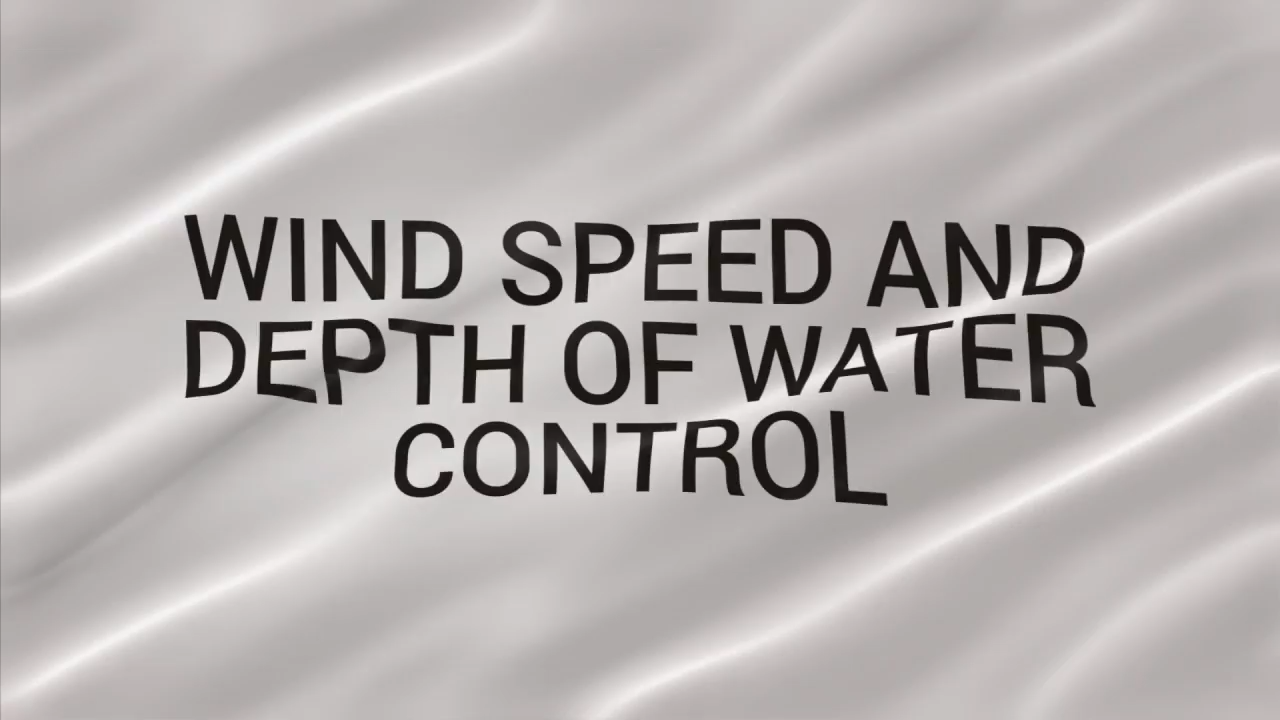 WIND SPEED AND
DEPTH OF WATER
CONTROL